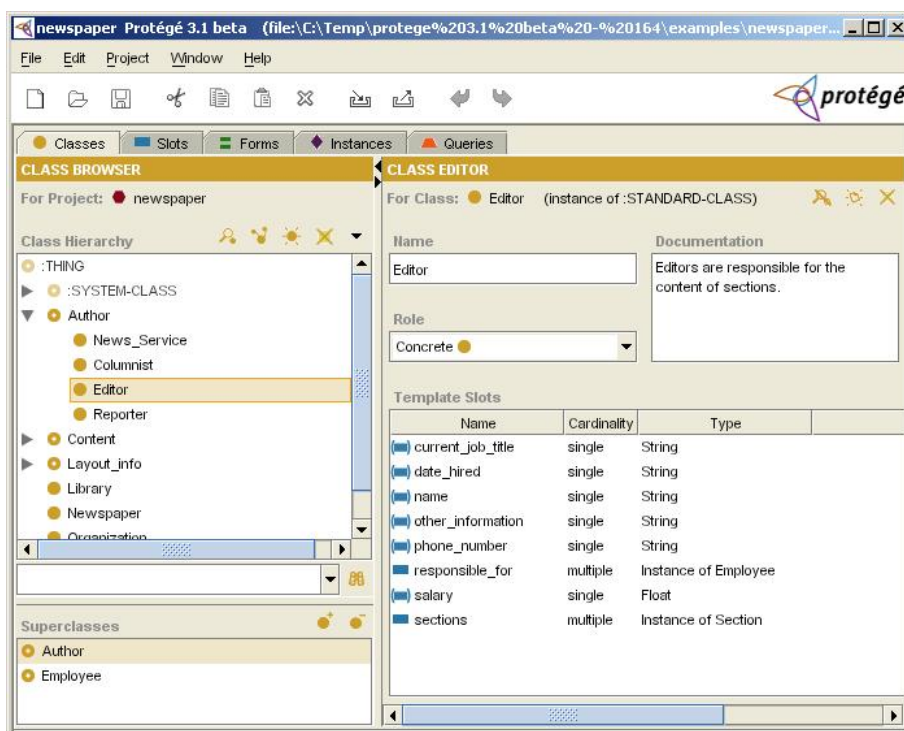 newspaper Protégé 3.1 beta (file:\C:\Temp\protege%203.1%20beta%20-%20164\examples\newspaper...
File Edit Project Window Help
protégé
Classes Slots Forms Instances Queries
CLASS BROWSER
For Project: newspaper
Class Hierarchy
:THING
:SYSTEM-CLASS
Author
News_Service
Columnist
Editor
Reporter
Content
Layout_info
Library
Newspaper
Organization
Superclasses
Author
Employee
CLASS EDITOR
For Class: Editor (instance of :STANDARD-CLASS)
Name
Editor
Documentation
Editors are responsible for the
content of sections.
Role
Concrete
Template Slots
Name Cardinality Type
current_job_title single String
date_hired single String
name single String
other_information single String
phone_number single String
responsible_for multiple Instance of Employee
salary single Float
sections multiple Instance of Section